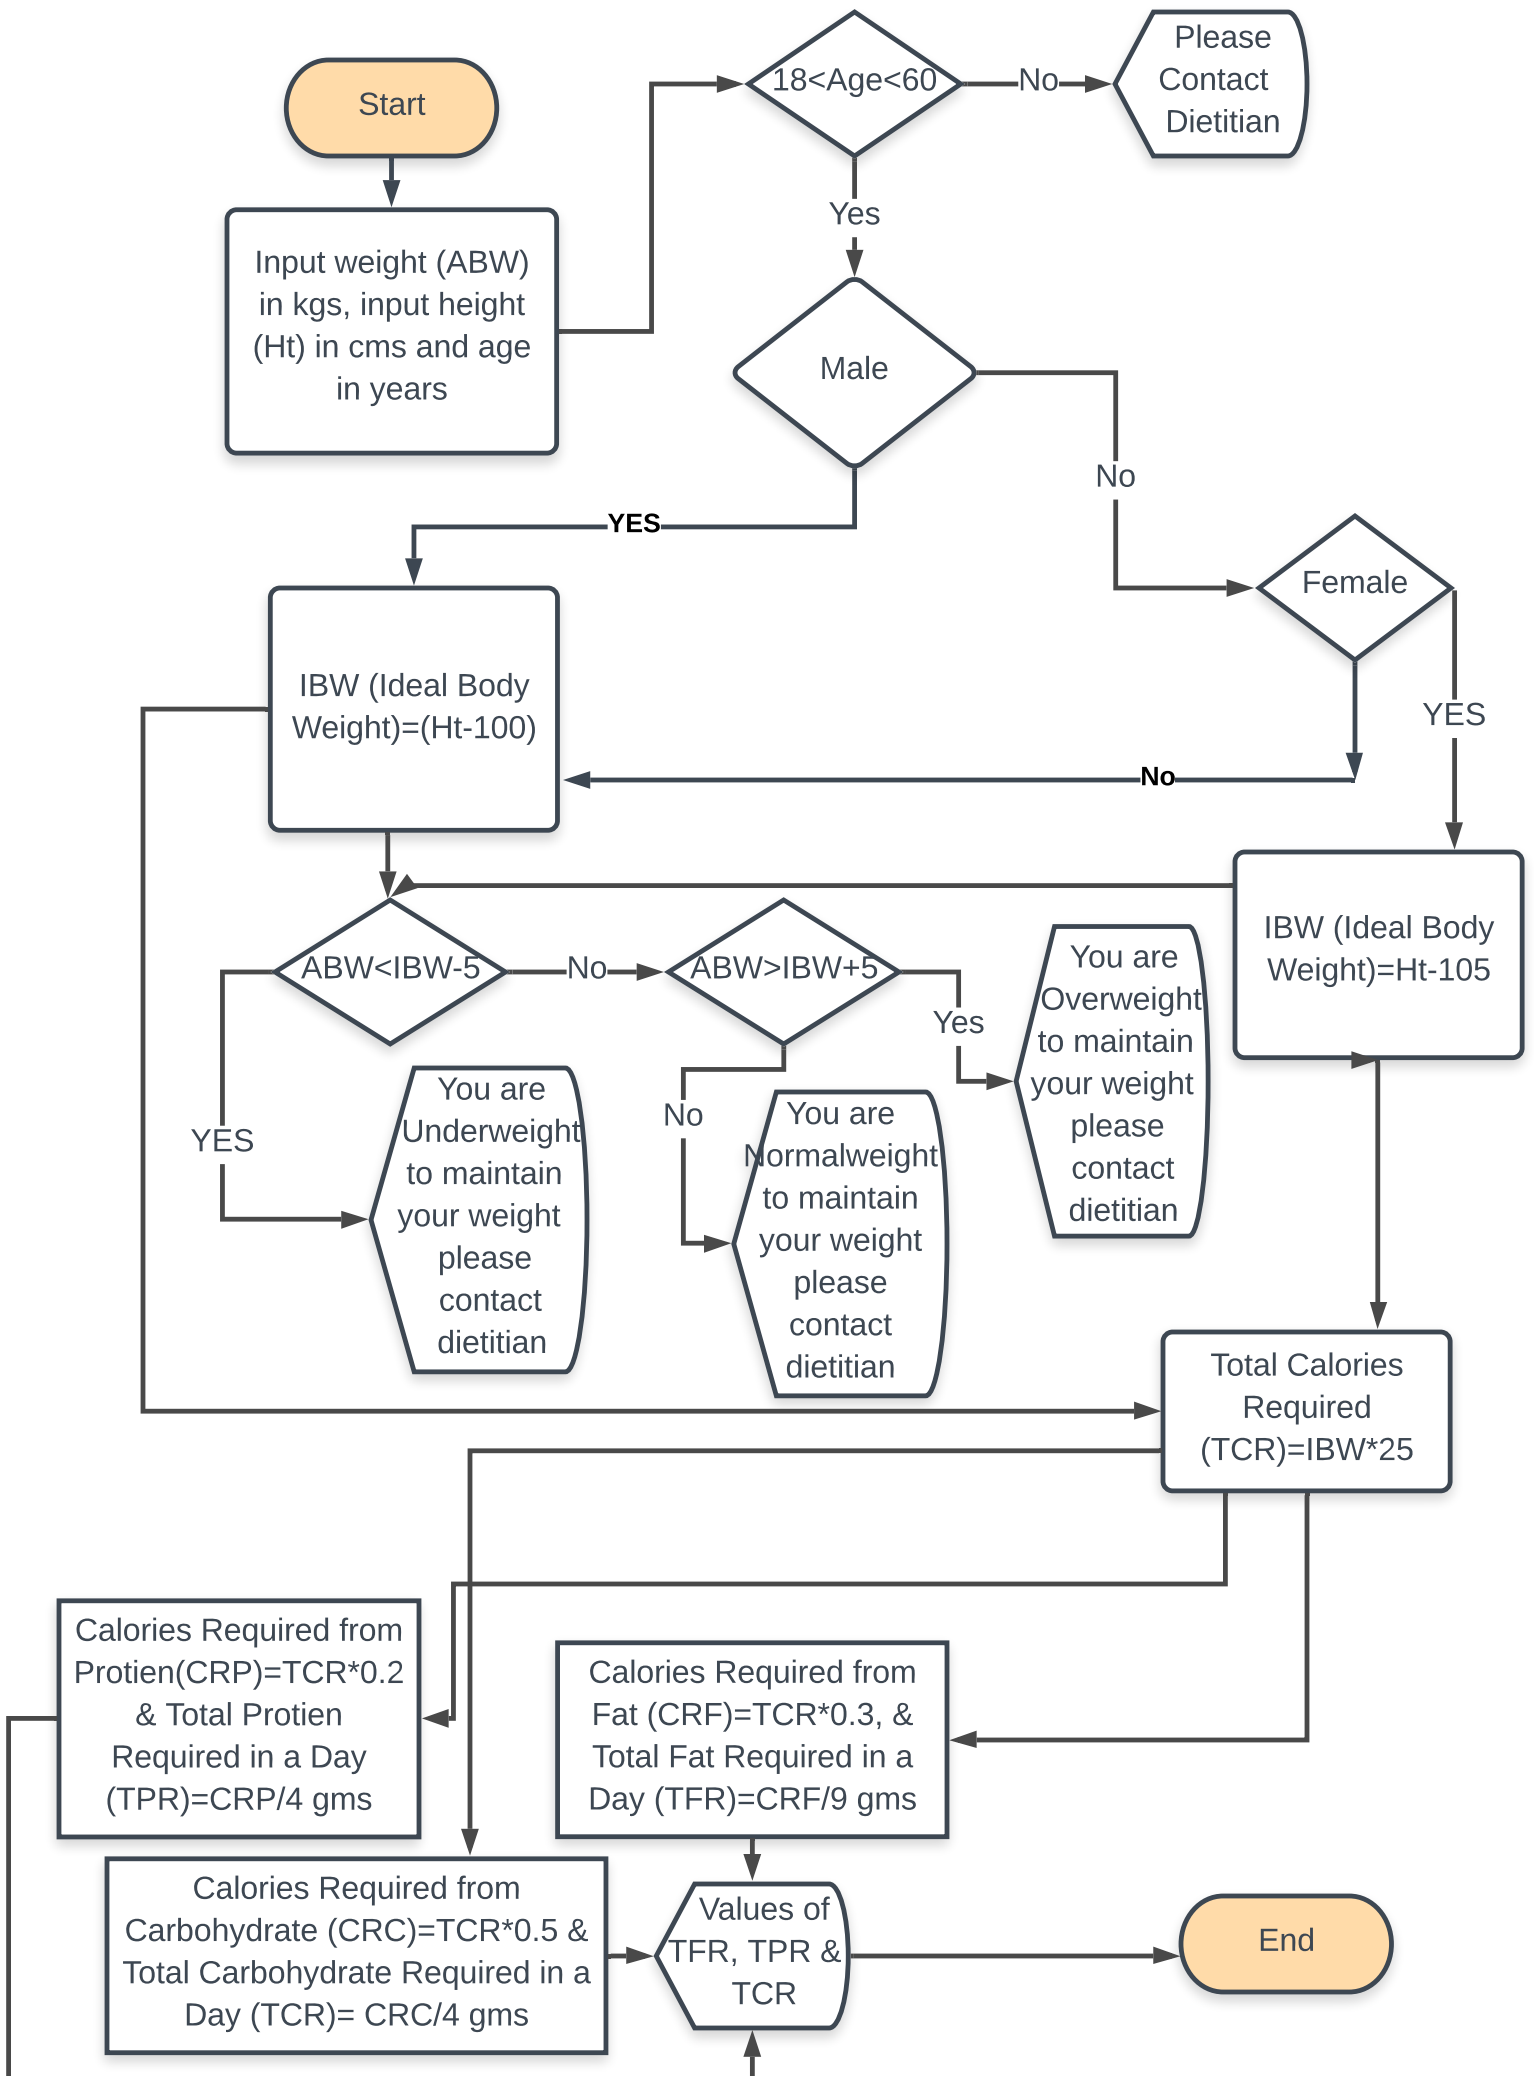 Start
Input weight (ABW)
in kgs, input height
(Ht) in cms and age
in years
18<Age<60
No
Please
Contact
Dietitian
Yes
Male
No
YES
Female
YES
No
IBW (Ideal Body
Weight)=(Ht-100)
IBW (Ideal Body
Weight)=Ht-105
ABW<IBW-5
No
ABW>IBW+5
Yes
You are
Overweight
to maintain
your weight
please
contact
dietitian
YES
You are
Underweight
to maintain
your weight
please
contact
dietitian
No
You are
Normalweight
to maintain
your weight
please
contact
dietitian
Total Calories
Required
(TCR)=IBW*25
Calories Required from
Protien(CRP)=TCR*0.2
& Total Protien
Required in a Day
(TPR)=CRP/4 gms
Calories Required from
Fat (CRF)=TCR*0.3, &
Total Fat Required in a
Day (TFR)=CRF/9 gms
Calories Required from
Carbohydrate (CRC)=TCR*0.5 &
Total Carbohydrate Required in a
Day (TCR)= CRC/4 gms
Values of
TFR, TPR &
TCR
End